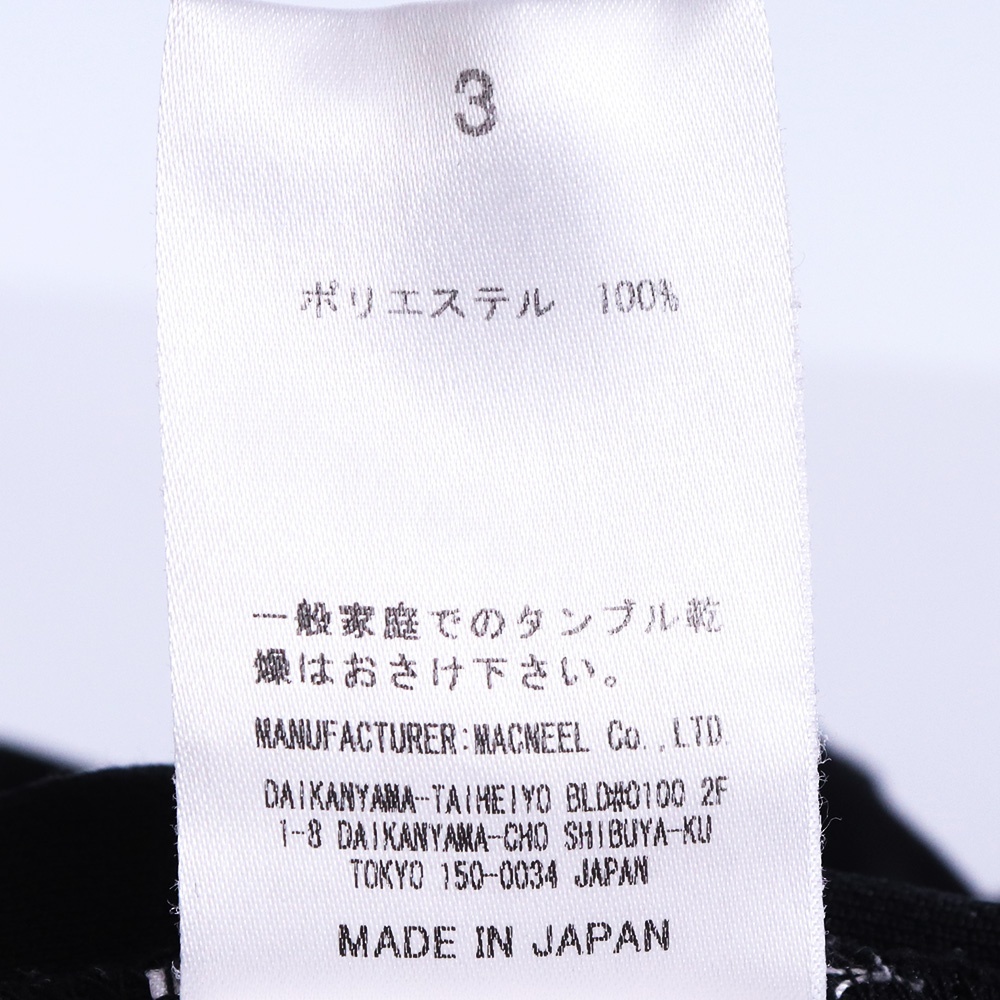 3
ポリエステル 100%
一般家庭でのタンブル乾
燥はおさけ下さい。
MANUFACTURER:MACNEEL Co.,LTD.
DAIKANYAMA-TAIHEIYO BLD#0100 2F
1-8 DAIKANYAMA-CHO SHIBUYA-KU
TOKYO 150-0034 JAPAN
MADE IN JAPAN